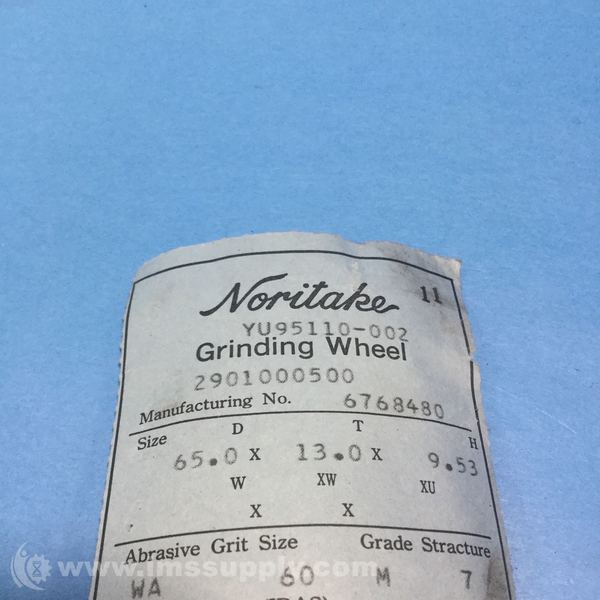 Noritake 11
YU95110-002
Grinding Wheel
2901000500
Manufacturing No. 6768480
Size D T H
65.0 X 13.0 X 9.53
W XW XU
X X
Abrasive Grit Size Grade Stracture
WA 60 M 7
www.imssupply.com